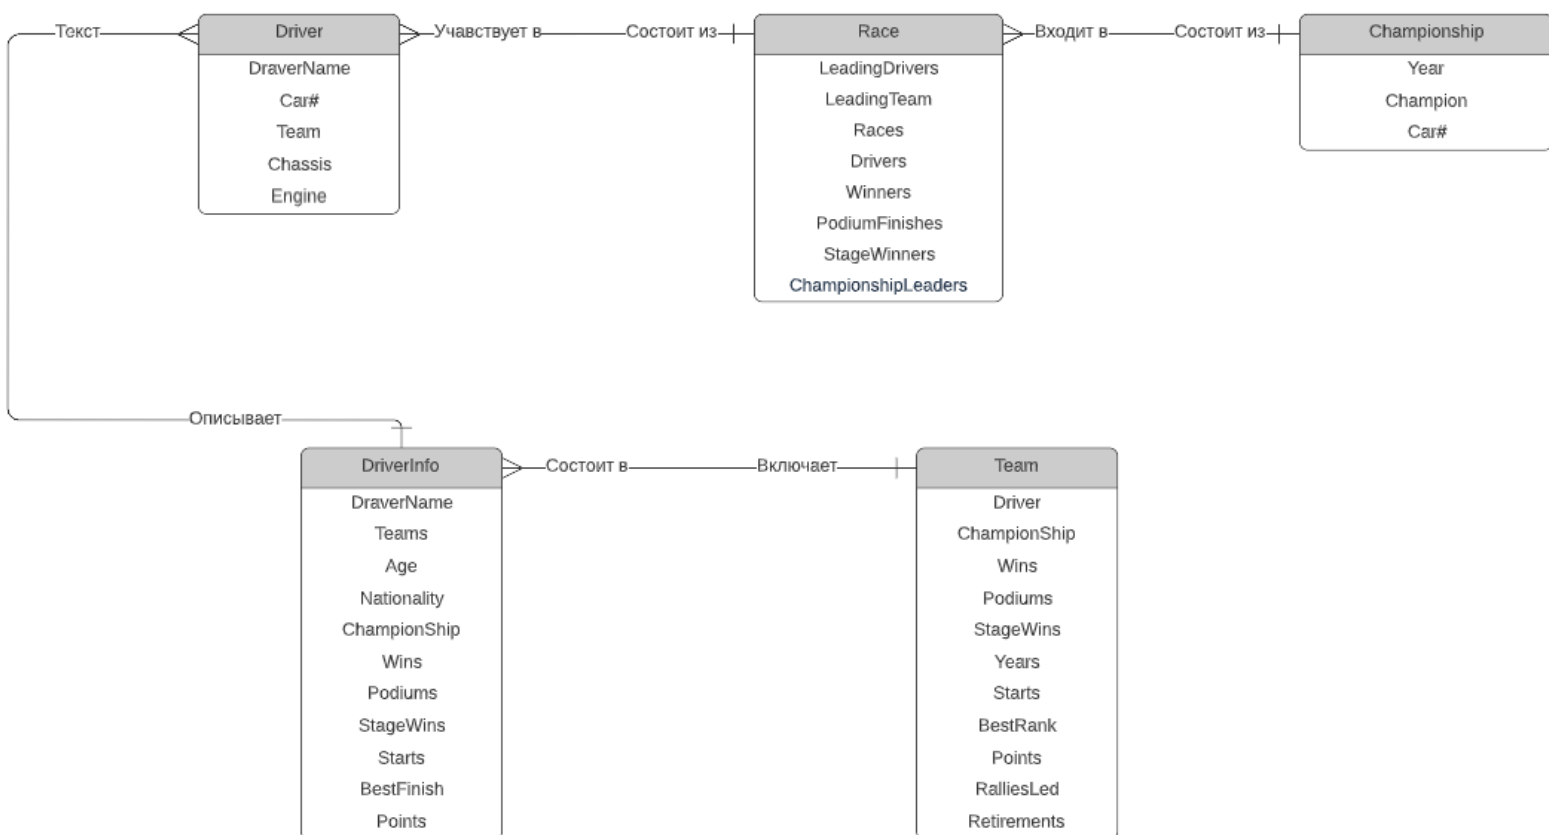 Текст
Driver
Учавствует в
Состоит из
Race
Входит в
Состоит из
Championship
DraverName
Car#
Team
Chassis
Engine
LeadingDrivers
LeadingTeam
Races
Drivers
Winners
PodiumFinishes
StageWinners
ChampionshipLeaders
Year
Champion
Car#
Описывает
DriverInfo
Состоит в
Включает
Team
DraverName
Teams
Age
Nationality
ChampionShip
Wins
Podiums
StageWins
Starts
BestFinish
Points
Driver
ChampionShip
Wins
Podiums
StageWins
Years
Starts
BestRank
Points
RalliesLed
Retirements